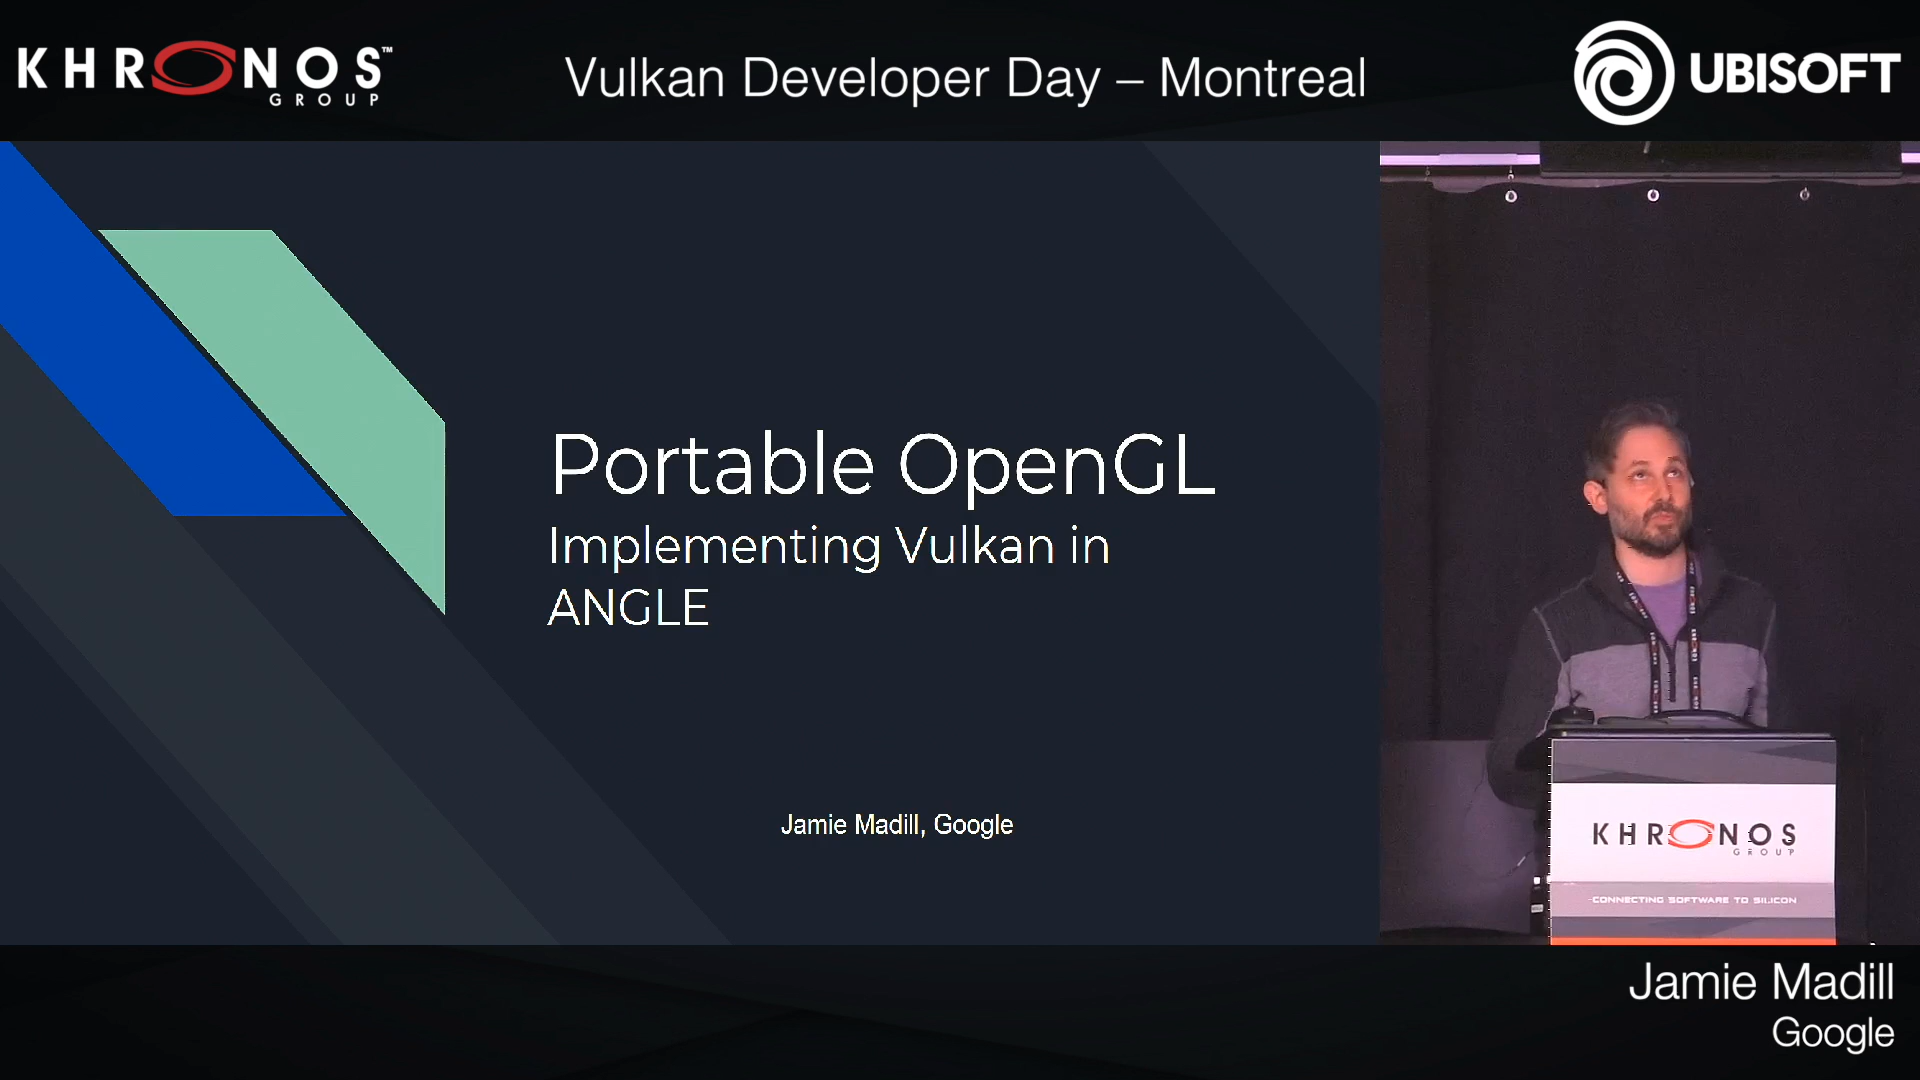 KHRONOS™
GROUP
Vulkan Developer Day – Montreal
UBISOFT
Portable OpenGL
Implementing Vulkan in
ANGLE
Jamie Madill, Google
KHRONOS
GROUP
CONNECTING SOFTWARE TO SILICON
Jamie Madill
Google